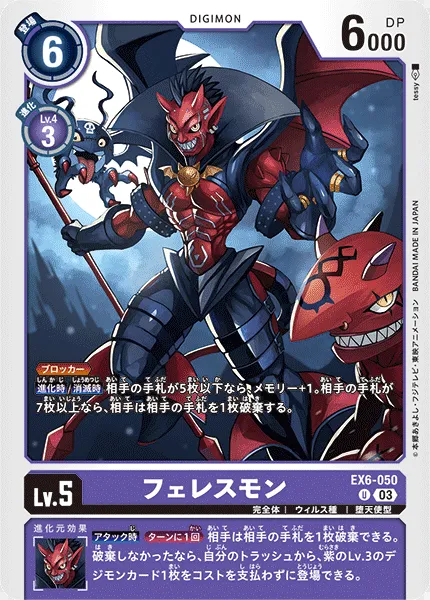 登場
6
DIGIMON
6000
DP
進化
Lv.4
3
tessy
©本郷あきよし・フジテレビ・東映アニメーション BANDAI MADE IN JAPAN
ブロッカー
進化時/消滅時 相手の手札が5枚以下なら、メモリー+1。相手の手札が
7枚以上なら、相手は相手の手札を1枚破棄する。
EX6-050
Lv.5
フェレスモン
U 03
完全体 ウィルス種 堕天使型
進化元効果
アタック時 ターンに1回 相手は相手の手札を1枚破棄できる。
破棄しなかったなら、自分のトラッシュから、紫のLv.3のデ
ジモンカード1枚をコストを支払わずに登場できる。